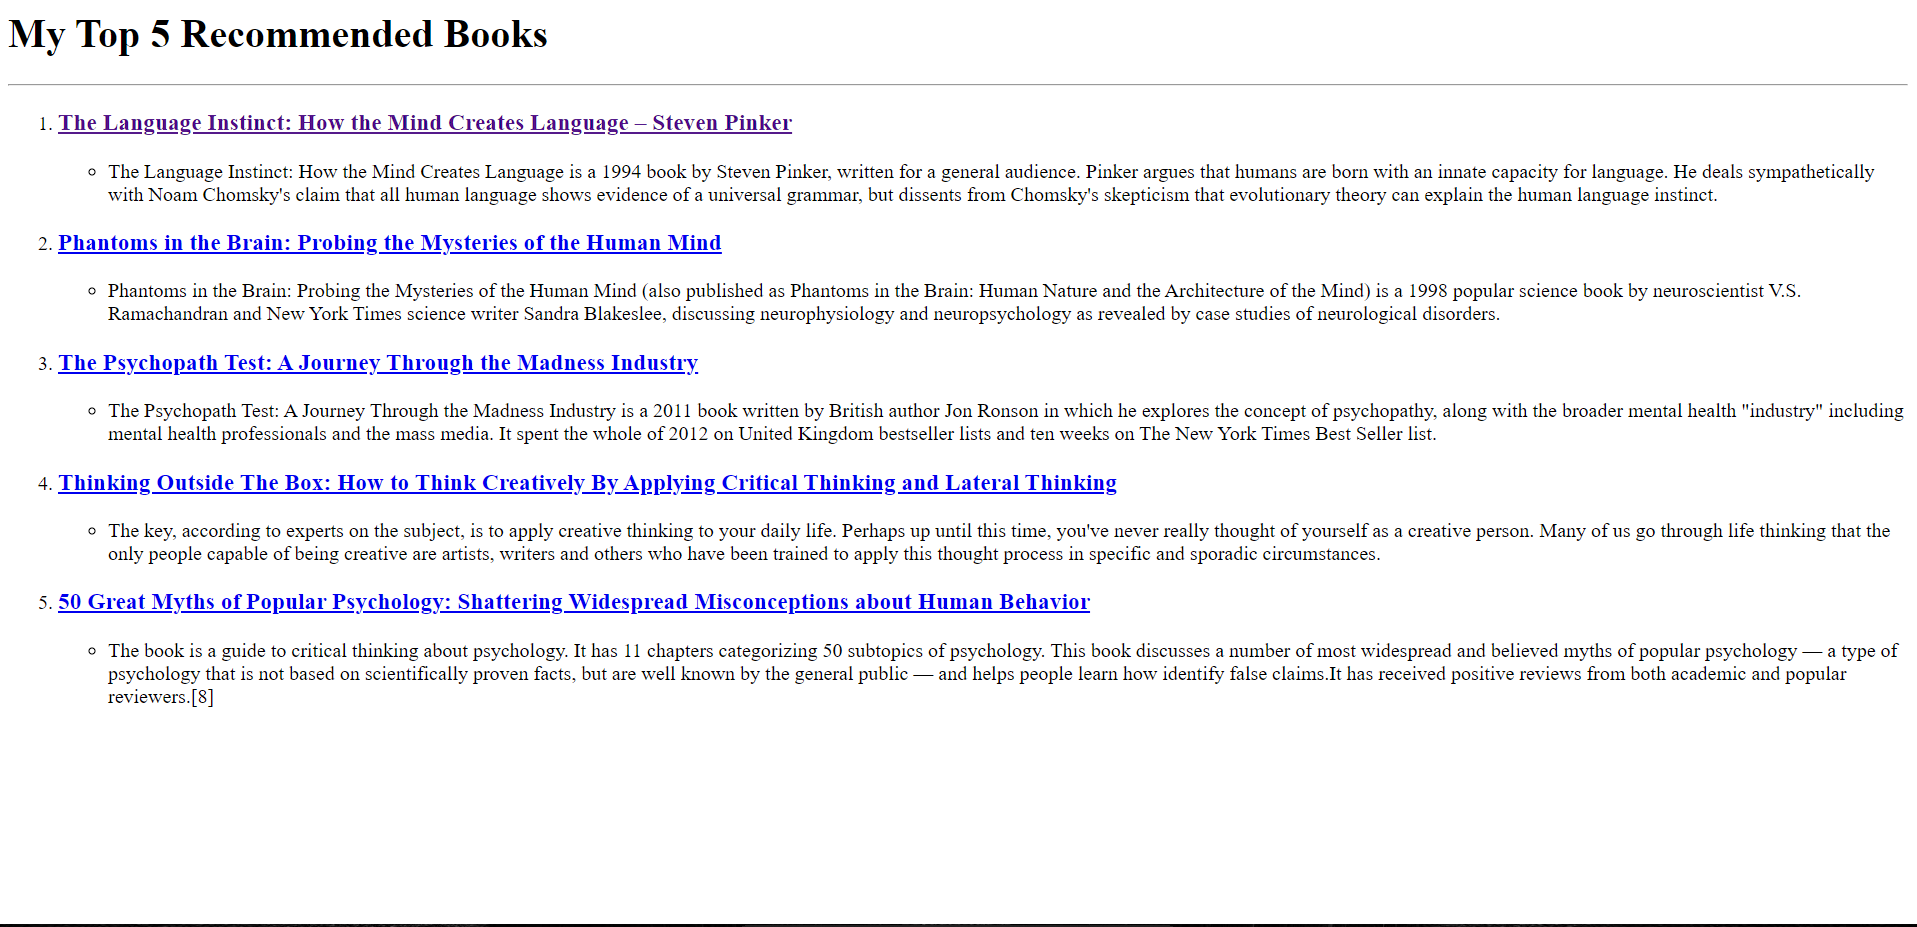 My Top 5 Recommended Books
1. The Language Instinct: How the Mind Creates Language – Steven Pinker
The Language Instinct: How the Mind Creates Language is a 1994 book by Steven Pinker, written for a general audience. Pinker argues that humans are born with an innate capacity for language. He deals sympathetically
with Noam Chomsky's claim that all human language shows evidence of a universal grammar, but dissents from Chomsky's skepticism that evolutionary theory can explain the human language instinct.
2. Phantoms in the Brain: Probing the Mysteries of the Human Mind
Phantoms in the Brain: Probing the Mysteries of the Human Mind (also published as Phantoms in the Brain: Human Nature and the Architecture of the Mind) is a 1998 popular science book by neuroscientist V.S.
Ramachandran and New York Times science writer Sandra Blakeslee, discussing neurophysiology and neuropsychology as revealed by case studies of neurological disorders.
3. The Psychopath Test: A Journey Through the Madness Industry
The Psychopath Test: A Journey Through the Madness Industry is a 2011 book written by British author Jon Ronson in which he explores the concept of psychopathy, along with the broader mental health "industry" including
mental health professionals and the mass media. It spent the whole of 2012 on United Kingdom bestseller lists and ten weeks on The New York Times Best Seller list.
4. Thinking Outside The Box: How to Think Creatively By Applying Critical Thinking and Lateral Thinking
The key, according to experts on the subject, is to apply creative thinking to your daily life. Perhaps up until this time, you've never really thought of yourself as a creative person. Many of us go through life thinking that the
only people capable of being creative are artists, writers and others who have been trained to apply this thought process in specific and sporadic circumstances.
5. 50 Great Myths of Popular Psychology: Shattering Widespread Misconceptions about Human Behavior
The book is a guide to critical thinking about psychology. It has 11 chapters categorizing 50 subtopics of psychology. This book discusses a number of most widespread and believed myths of popular psychology — a type of
psychology that is not based on scientifically proven facts, but are well known by the general public — and helps people learn how identify false claims.It has received positive reviews from both academic and popular
reviewers.[8]